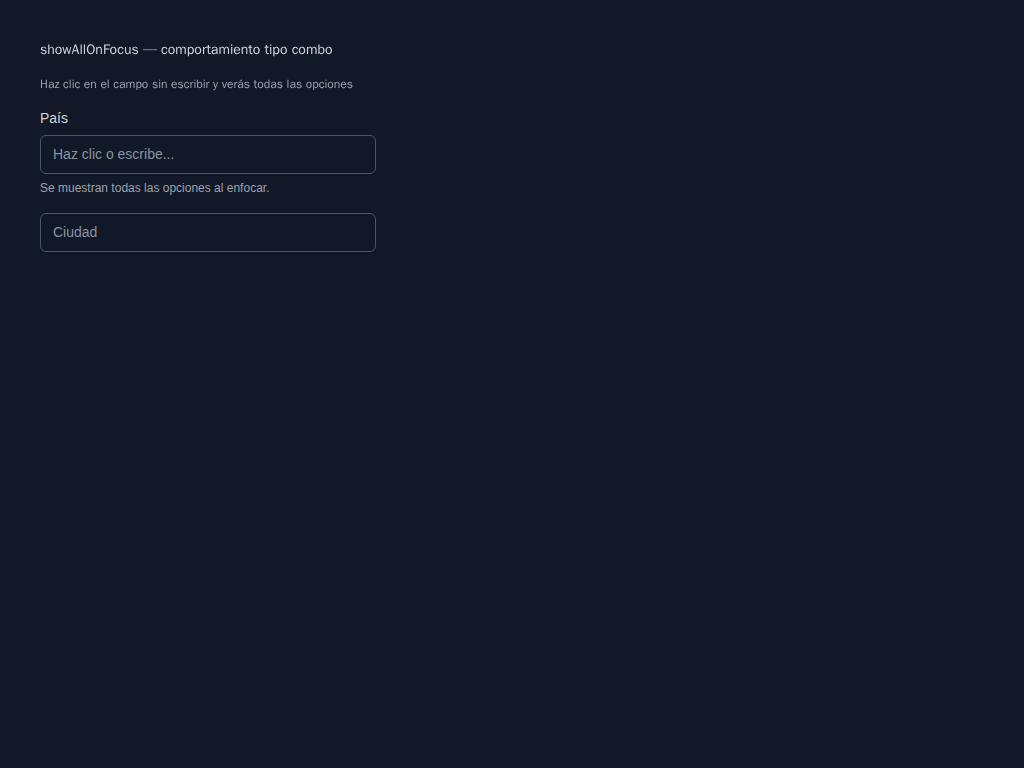 showAllOnFocus — comportamiento tipo combo
Haz clic en el campo sin escribir y verás todas las opciones
País
Haz clic o escribe...
Se muestran todas las opciones al enfocar.
Ciudad